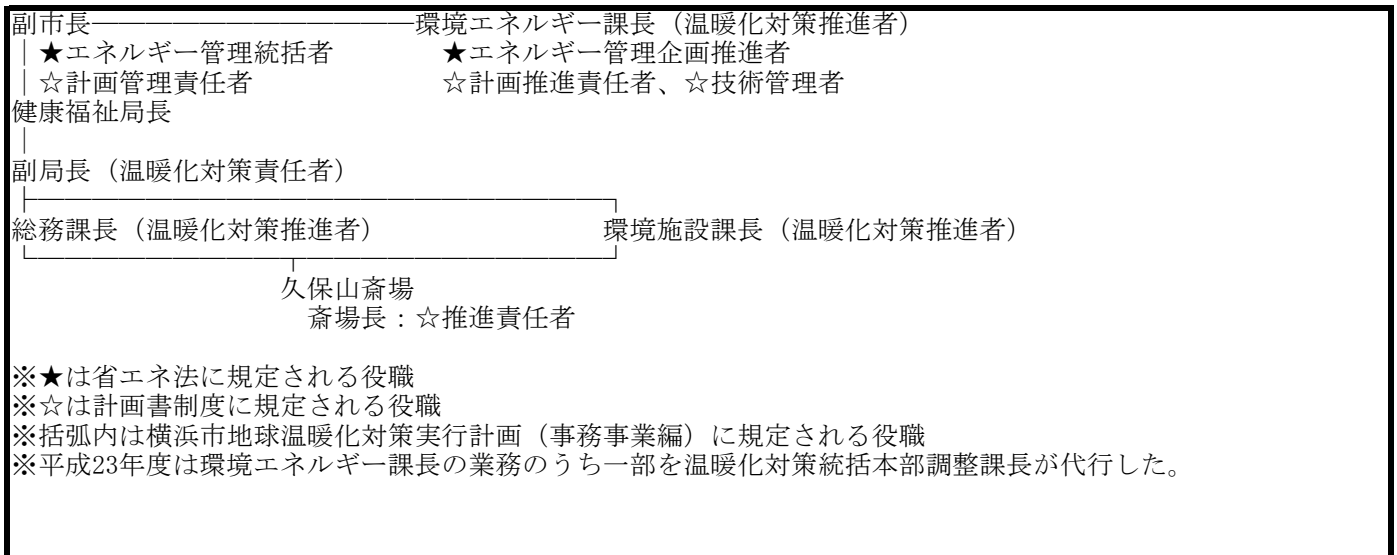 副市長――――――――――――環境エネルギー課長（温暖化対策推進者）
｜★エネルギー管理統括者　　　　★エネルギー管理企画推進者
｜☆計画管理責任者　　　　　　　☆計画推進責任者、☆技術管理者
健康福祉局長
｜
副局長（温暖化対策責任者）
├―――――――――――――――――――――┐
総務課長（温暖化対策推進者）　　　　　　　　　環境施設課長（温暖化対策推進者）
└―――――――――┬―――――――――――┘
久保山斎場
斎場長：☆推進責任者
※★は省エネ法に規定される役職
※☆は計画書制度に規定される役職
※括弧内は横浜市地球温暖化対策実行計画（事務事業編）に規定される役職
※平成23年度は環境エネルギー課長の業務のうち一部を温暖化対策統括本部調整課長が代行した。